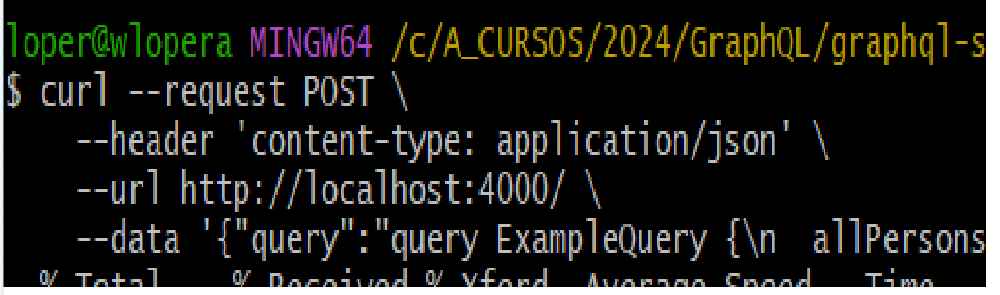 loper@wlopera MINGW64 /c/A_CURSOS/2024/GraphQL/graphql-s
$ curl --request POST \
--header 'content-type: application/json' \
--url http://localhost:4000/ \
--data '{"query":"query ExampleQuery {\n  allPersons
% Total % Received % Xferd Average Speed Time